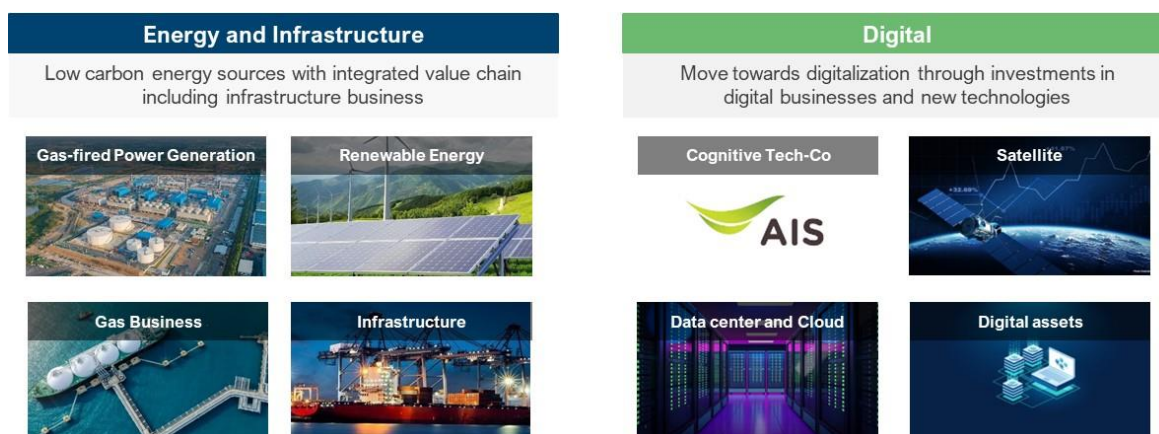 Energy and Infrastructure
Low carbon energy sources with integrated value chain
including infrastructure business
Gas-fired Power Generation
Renewable Energy
Gas Business
Infrastructure
Digital
Move towards digitalization through investments in
digital businesses and new technologies
Cognitive Tech-Co
AIS
Satellite
+32.69%
Data center and Cloud
Digital assets